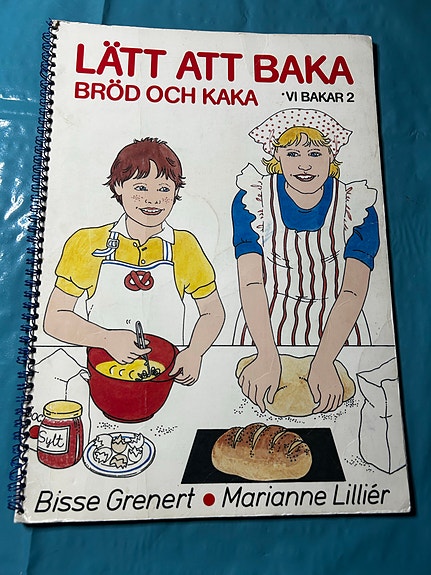 LÄTT ATT BAKA
BRÖD OCH KAKA
*VI BAKAR 2
Sylt
Bisse Grenert • Marianne Lilliér